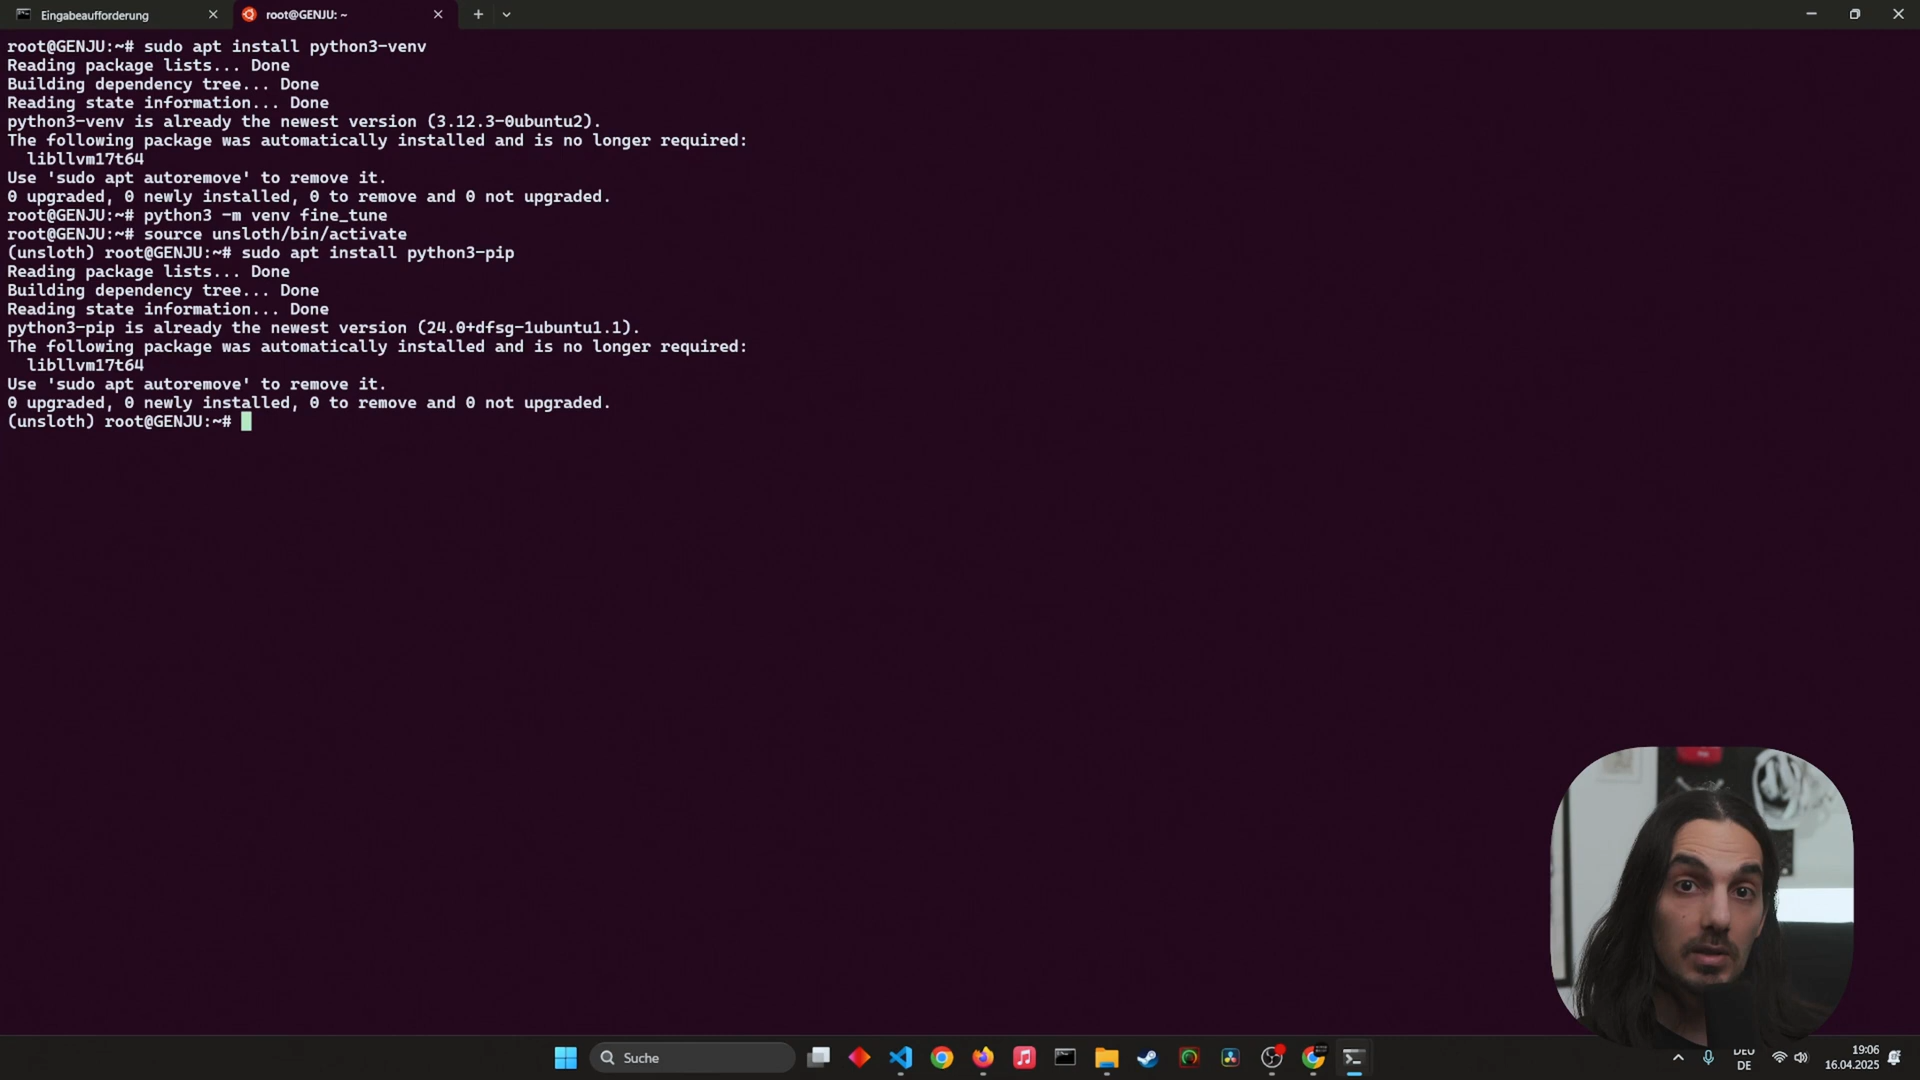 Eingabeaufforderung
root@GENJU: ~
root@GENJU:~# sudo apt install python3-venv
Reading package lists... Done
Building dependency tree... Done
Reading state information... Done
python3-venv is already the newest version (3.12.3-0ubuntu2).
The following package was automatically installed and is no longer required:
libllvm17t64
Use 'sudo apt autoremove' to remove it.
0 upgraded, 0 newly installed, 0 to remove and 0 not upgraded.
root@GENJU:~# python3 -m venv fine_tune
root@GENJU:~# source unsloth/bin/activate
(unsloth) root@GENJU:~# sudo apt install python3-pip
Reading package lists... Done
Building dependency tree... Done
Reading state information... Done
python3-pip is already the newest version (24.0+dfsg-1ubuntu1.1).
The following package was automatically installed and is no longer required:
libllvm17t64
Use 'sudo apt autoremove' to remove it.
0 upgraded, 0 newly installed, 0 to remove and 0 not upgraded.
(unsloth) root@GENJU:~#
Suche
DEU
DE
19:06
16.04.2025